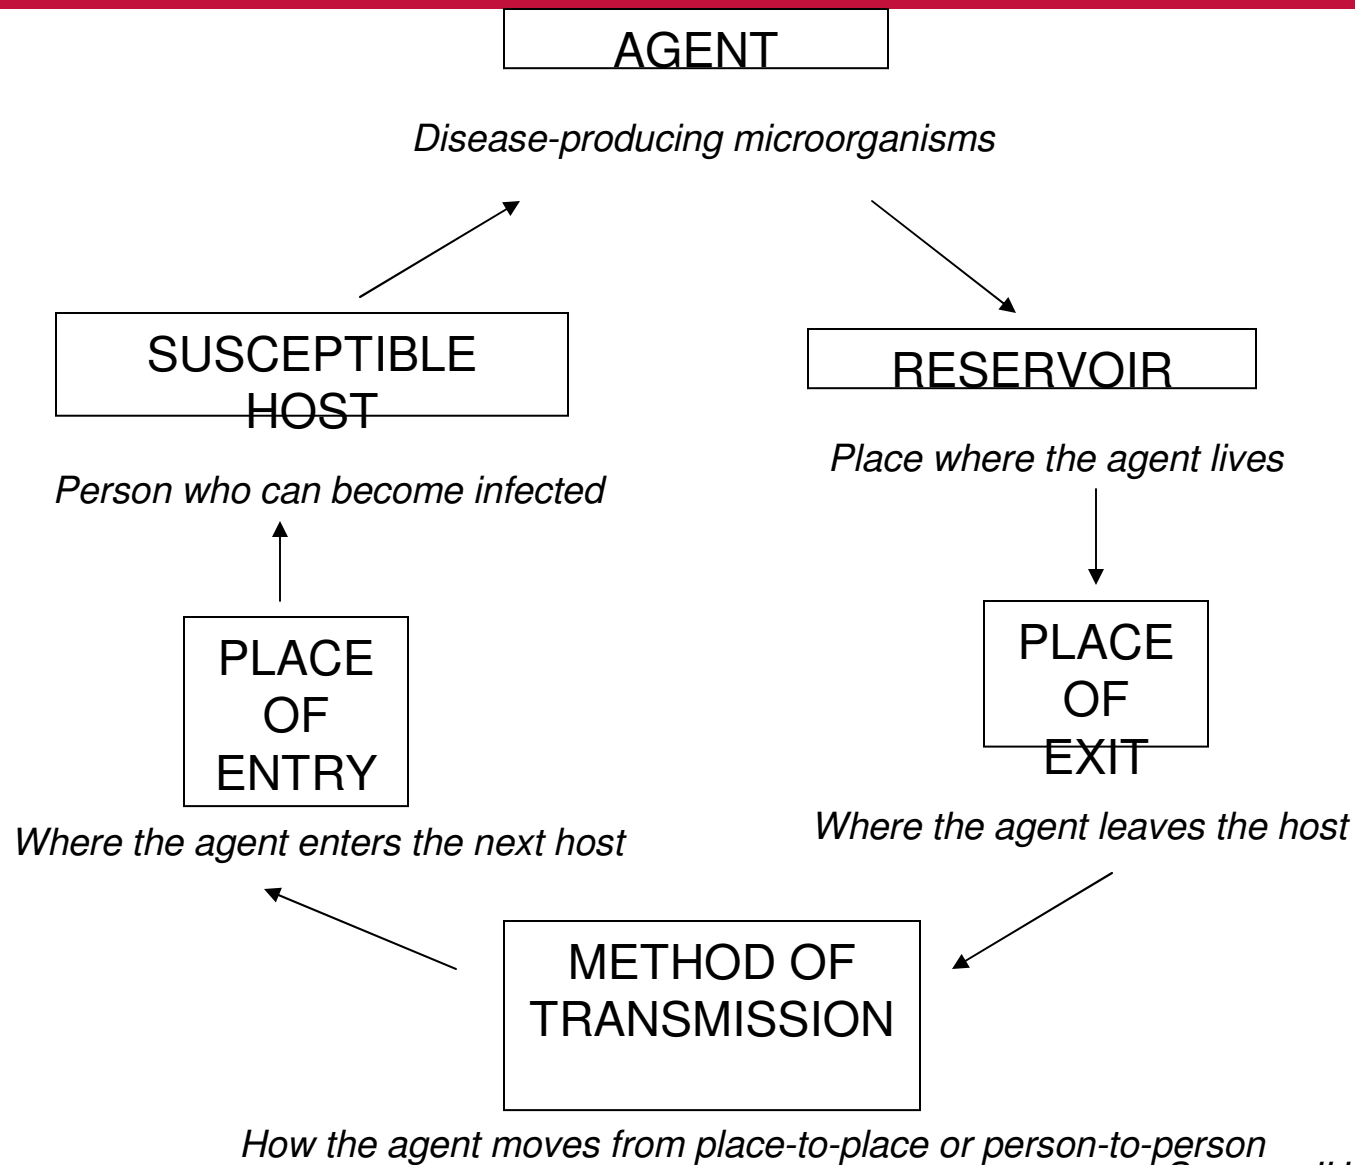 AGENT
Disease-producing microorganisms
SUSCEPTIBLE
HOST
Person who can become infected
RESERVOIR
Place where the agent lives
PLACE
OF
ENTRY
Where the agent enters the next host
PLACE
OF
EXIT
Where the agent leaves the host
METHOD OF
TRANSMISSION
How the agent moves from place-to-place or person-to-person